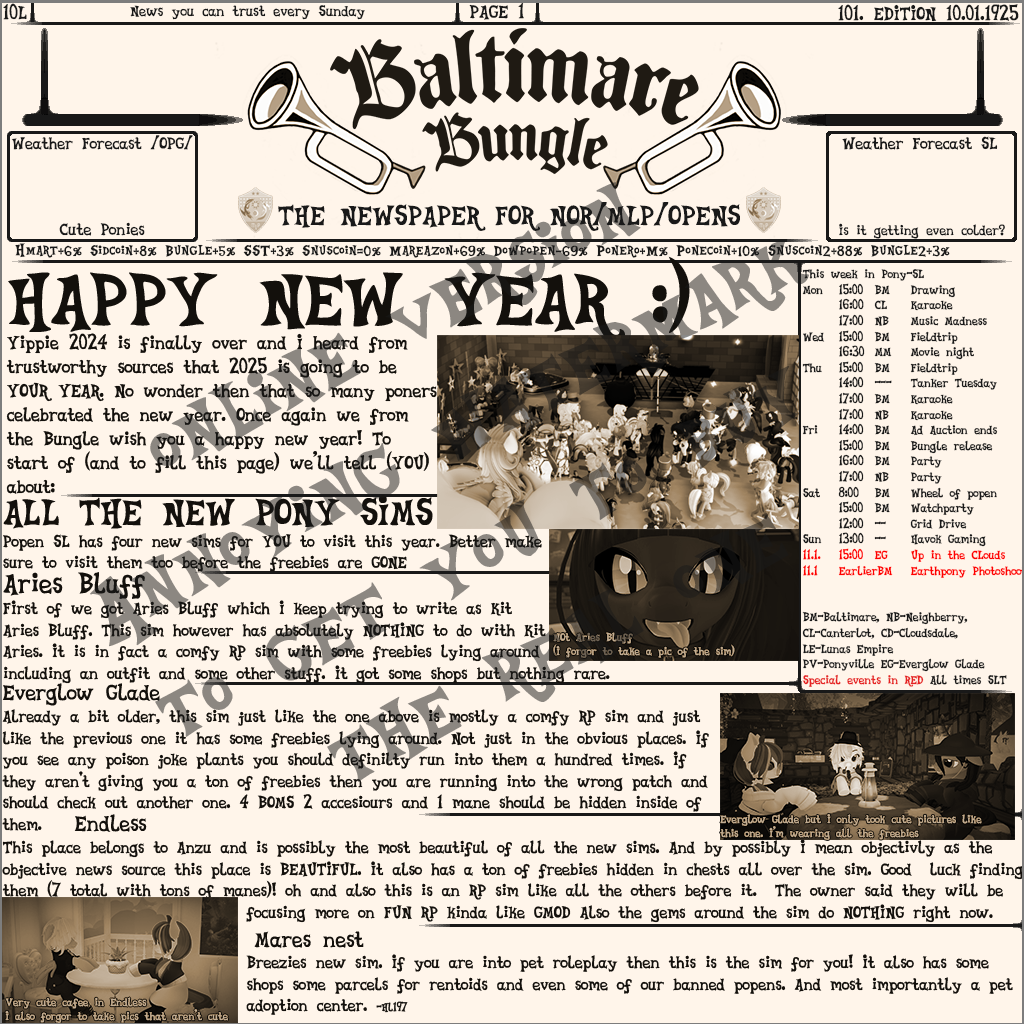 10L
News you can trust every Sunday
PAGE 1
101. EDITION 10.01.1925
Baltimare
Bungle
THE NEWSPAPER FOR NOR/MLP/OPENS
Weather Forecast /OPG/
Cute Ponies
Weather Forecast SL
Is it getting even colder?
HMART+6% SIDCOIN+8% BUNGLE+5% SST+3% SNUSCOIN=0% MAREAZON+69% DOWPOPEN-69% PONERO+M% PONECOIN+10% SNUSCOIN2+88% BUNGLE2+3%
HAPPY NEW YEAR :)
Yippie 2024 is finally over and i heard from
trustworthy sources that 2025 is going to be
YOUR YEAR. No wonder then that so many poners
celebrated the new year. Once again we from
the Bungle wish you a happy new year! To
start of (and to fill this page) we'll tell (YOU)
about:
ALL THE NEW PONY SIMS
Popen SL has four new sims for YOU to visit this year. Better make
sure to visit them too before the freebies are GONE
Aries Bluff
First of we got Aries Bluff which i keep trying to write as Kit
Aries Bluff. This sim however has absolutely NOTHING to do with Kit
Aries. it is in fact a comfy RP sim with some freebies lying around
including an outfit and some other stuff. it got some shops but nothing rare.
NOt Aries Bluff
(i forgor to take a pic of the sim)
Everglow Glade
Already a bit older, this sim just like the one above is mostly a comfy RP sim and just
like the previous one it has some freebies lying around. Not just in the obvious places. if
you see any poison joke plants you should definilty run into them a hundred times. if
they aren't giving you a ton of freebies then you are running into the wrong patch and
should check out another one. 4 BOMS 2 accesiours and 1 mane should be hidden inside of
them.
Everglow Glade but i only took cute pictures like
this one. i'm wearing all the freebies
Endless
This place belongs to Anzu and is possibly the most beautiful of all the new sims. And by possibly i mean objectivly as the
objective news source this place is BEAUTIFUL. it also has a ton of freebies hidden in chests all over the sim. Good luck finding
them (7 total with tons of manes)! oh and also this is an RP sim like all the others before it. The owner said they will be
focusing more on FUN RP kinda like GMOD Also the gems around the sim do NOTHING right now.
Very cute cafee in Endless
I also forgor to take pics that aren't cute
Mares nest
Breezies new sim. if you are into pet roleplay then this is the sim for you! it also has some
shops some parcels for rentoids and even some of our banned popens. And most importantly a pet
adoption center. -HL197
This week in Pony-SL
Mon 15:00 BM Drawing
16:00 CL Karaoke
17:00 NB Music Madness
Wed 15:00 BM Fieldtrip
16:30 MM Movie night
Thu 15:00 BM Fieldtrip
14:00 --- Tanker Tuesday
17:00 BM Karaoke
17:00 NB Karaoke
Fri 14:00 BM Ad Auction ends
15:00 BM Bungle release
16:00 BM Party
17:00 NB Party
Sat 8:00 BM Wheel of popen
15:00 BM Watchparty
12:00 --- Grid Drive
Sun 13:00 --- Havok Gaming
11.1. 15:00 EG Up in the CLouds
11.1 EarlierBM Earthpony Photoshoo
BM-Baltimare, NB-Neighberry,
CL-Canterlot, CD-Cloudsdale,
LE-Lunas Empire
PV-Ponyville EG-Everglow Glade
Special events in RED All times SLT
ONLINE VERSION
ANNOYING WATERMARK
TO GET YOU TO BUY
THE REAL ONE